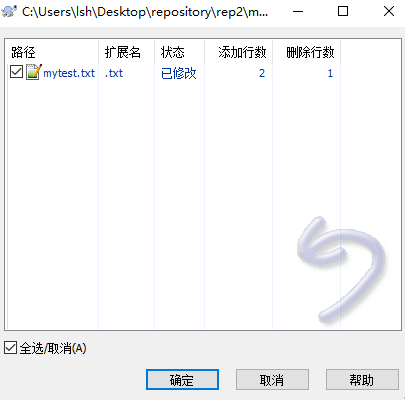 C:\Users\lsh\Desktop\repository\rep2\m...
路径 扩展名 状态 添加行数 删除行数
mytest.txt .txt 已修改 2 1
全选/取消(A)
确定 取消 帮助